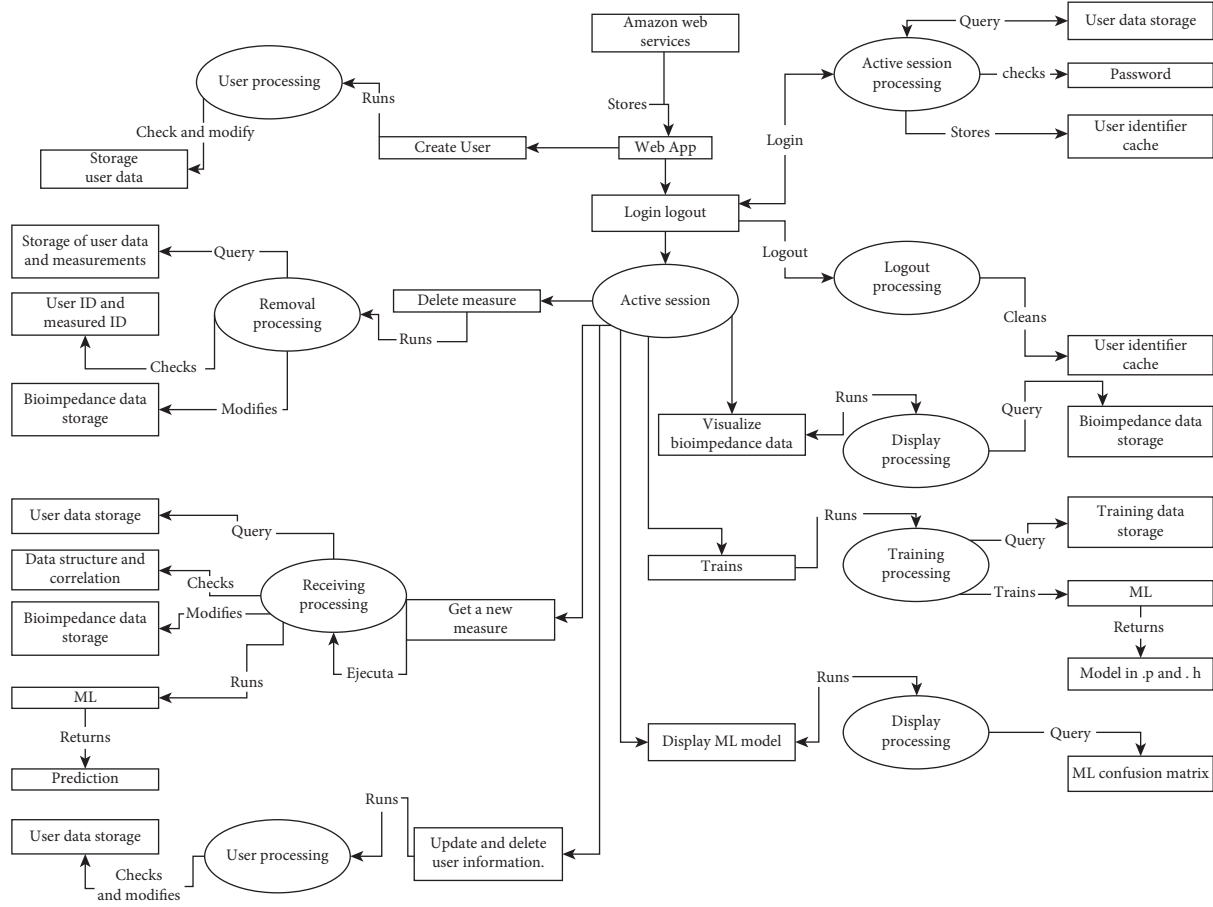 Amazon web
services
Stores
Web App
Login logout
Query
User data storage
Active session
processing
checks
Password
Stores
User identifier
cache
Login
User processing
Runs
Check and modify
Create User
Storage
user data
Logout
Logout
processing
Cleans
User identifier
cache
Storage of user data
and measurements
Query
User ID and
measured ID
Removal
processing
Delete measure
Active session
Runs
Checks
Bioimpedance data
storage
Modifies
Visualize
bioimpedance data
Runs
Display
processing
Query
Bioimpedance data
storage
User data storage
Query
Data structure and
correlation
Checks
Receiving
processing
Bioimpedance data
storage
Modifies
Get a new
measure
Ejecuta
Runs
ML
Returns
Prediction
Trains
Runs
Training
processing
Query
Training data
storage
Trains
ML
Returns
Model in .p and . h
Display ML model
Runs
Display
processing
Query
ML confusion matrix
User data storage
User processing
Runs
Update and delete
user information.
Checks
and modifies